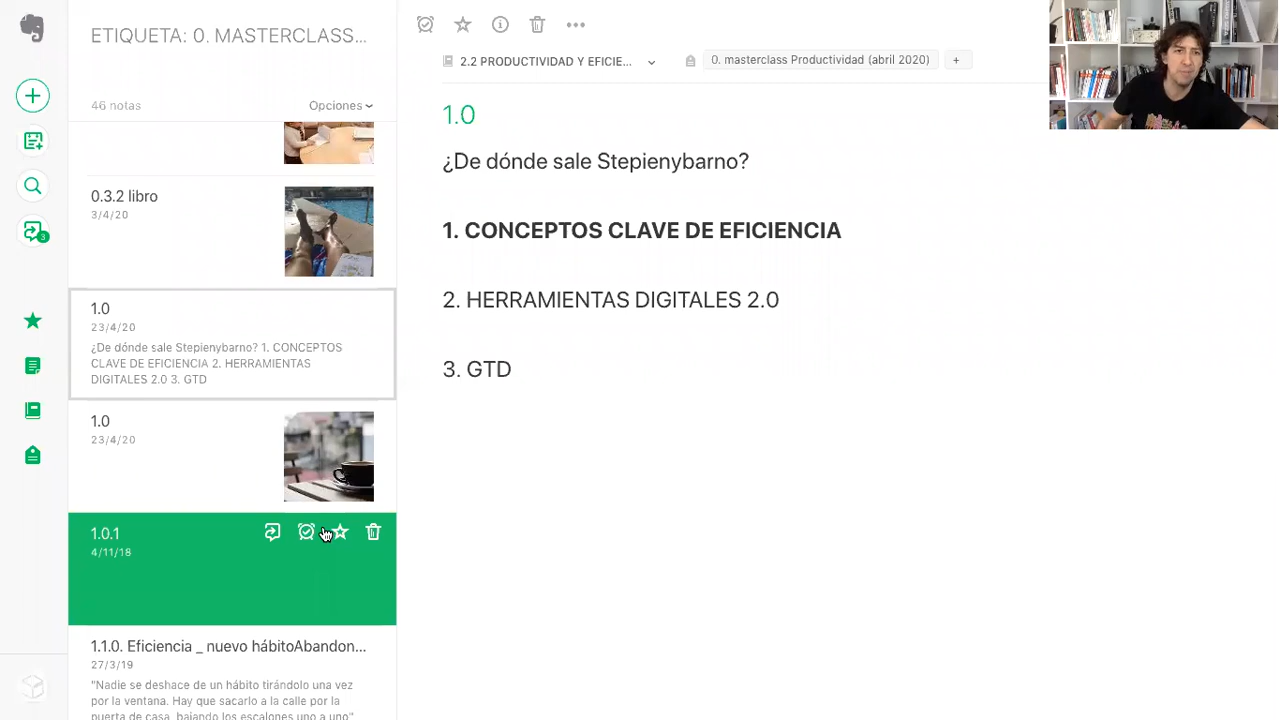 ETIQUETA: 0. MASTERCLASS...
46 notas
Opciones
0.3.2 libro
3/4/20
1.0
23/4/20
¿De dónde sale Stepienybarno? 1. CONCEPTOS
CLAVE DE EFICIENCIA 2. HERRAMIENTAS
DIGITALES 2.0 3. GTD
1.0
23/4/20
1.0.1
4/11/18
1.1.0. Eficiencia _ nuevo hábitoAbandon...
27/3/19
"Nadie se deshace de un hábito tirándolo una vez
por la ventana. Hay que sacarlo a la calle por la
puerta de casa, bajando los escalones uno a uno"
3
2.2 PRODUCTIVIDAD Y EFICIE...
0. masterclass Productividad (abril 2020)
+
1.0
¿De dónde sale Stepienybarno?
1. CONCEPTOS CLAVE DE EFICIENCIA
2. HERRAMIENTAS DIGITALES 2.0
3. GTD